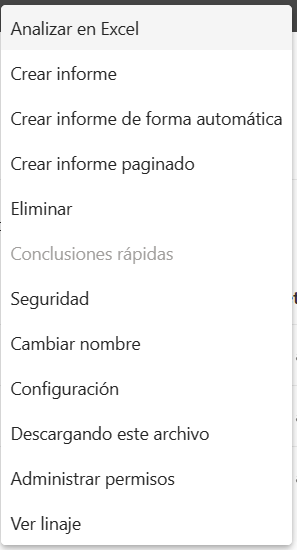 Analizar en Excel
Crear informe
Crear informe de forma automática
Crear informe paginado
Eliminar
Conclusiones rápidas
Seguridad
Cambiar nombre
Configuración
Descargando este archivo
Administrar permisos
Ver linaje